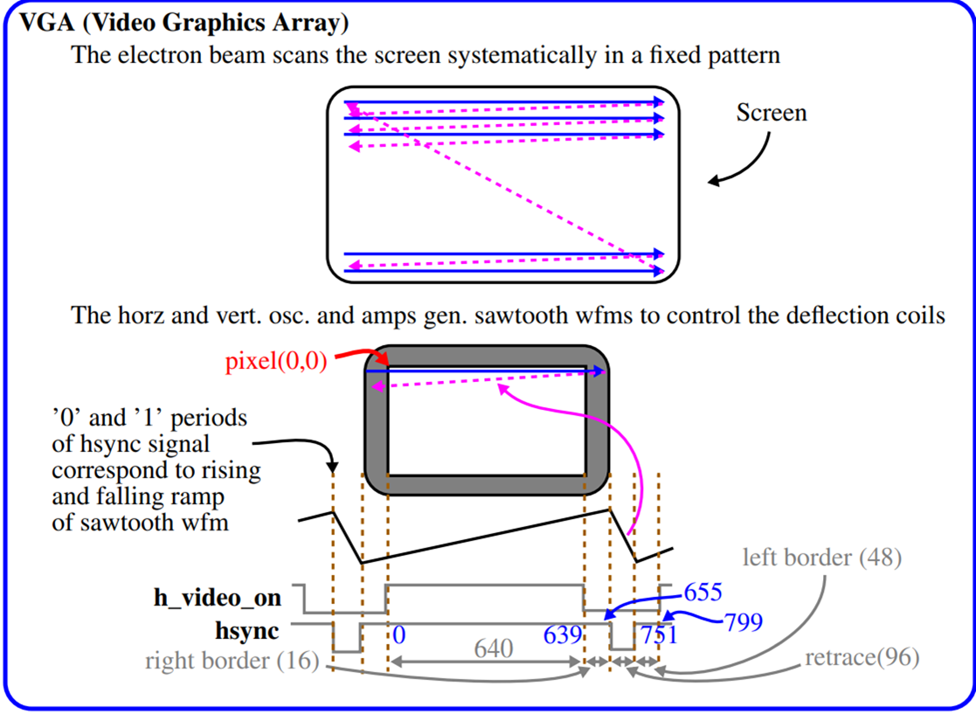 VGA (Video Graphics Array)
The electron beam scans the screen systematically in a fixed pattern
Screen
The horz and vert. osc. and amps gen. sawtooth wfms to control the deflection coils
pixel(0,0)
'0' and '1' periods
of hsync signal
correspond to rising
and falling ramp
of sawtooth wfm
left border (48)
h_video_on
655
hsync
0
639
751
799
640
right border (16)
retrace(96)